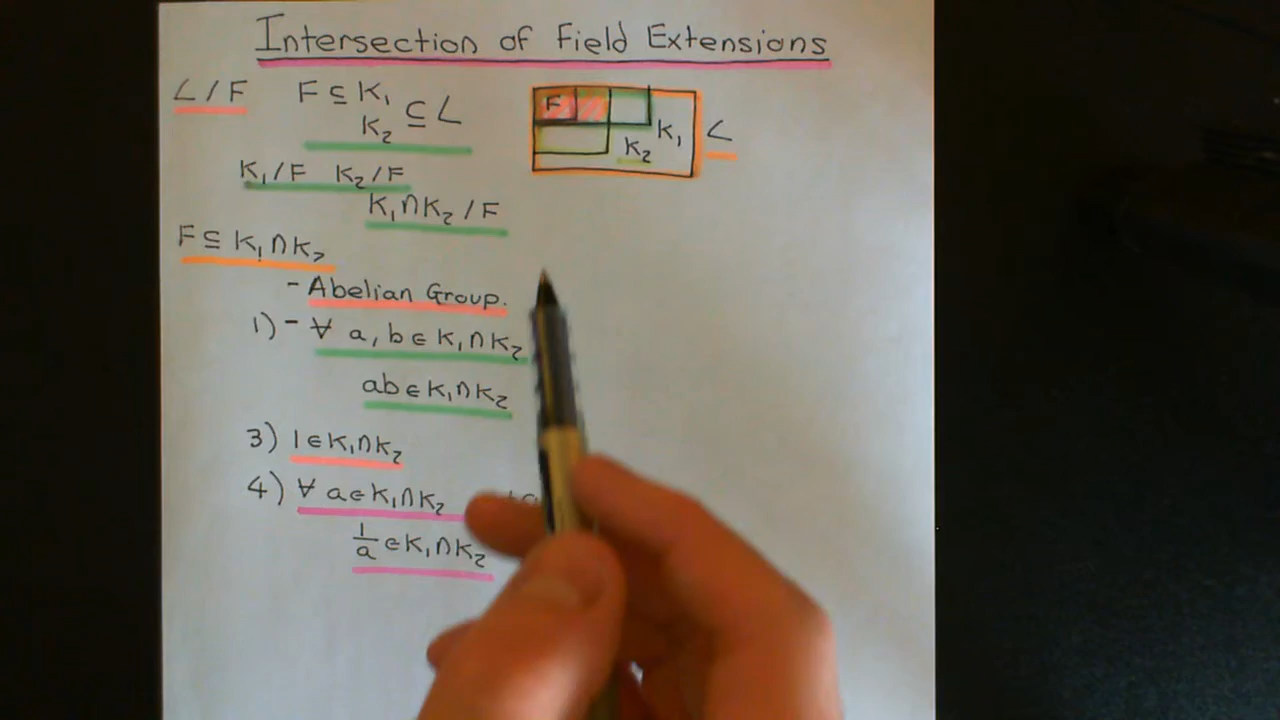 Intersection of Field Extensions
L/F F ⊆ K₁
K₂ ⊆ L
F K₁ K₂ L
K₁/F K₂/F
K₁∩K₂/F
F ⊆ K₁∩K₂
- Abelian Group.
1) - ∀ a, b ∈ K₁∩K₂
ab ∈ K₁∩K₂
3) 1 ∈ K₁∩K₂
4) ∀ a ∈ K₁∩K₂
1/a ∈ K₁∩K₂